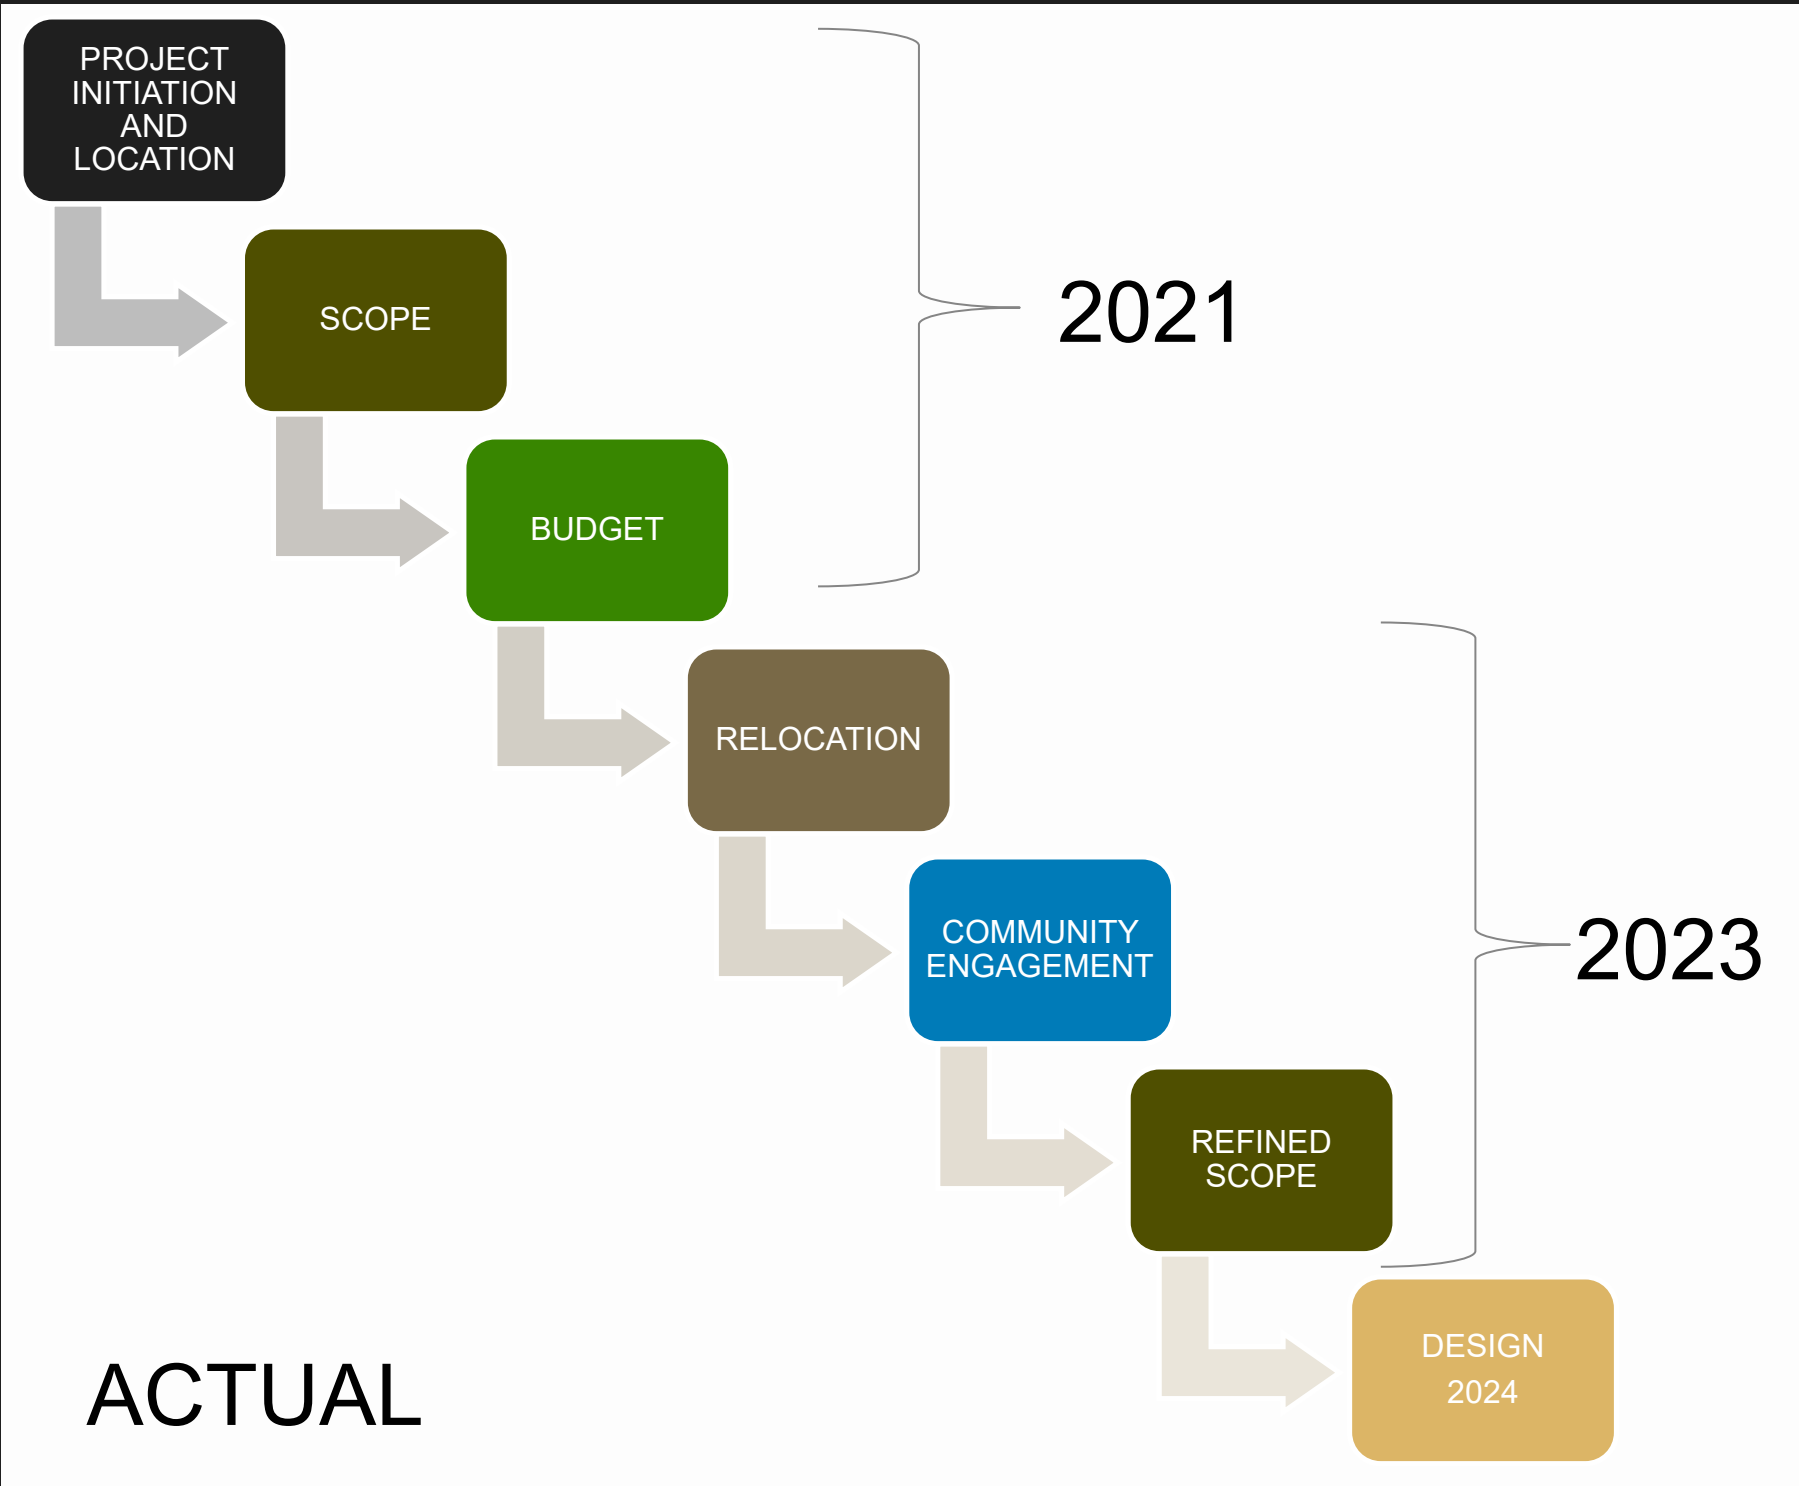 PROJECT
INITIATION
AND
LOCATION
SCOPE
2021
BUDGET
RELOCATION
COMMUNITY
ENGAGEMENT
2023
REFINED
SCOPE
DESIGN
2024
ACTUAL